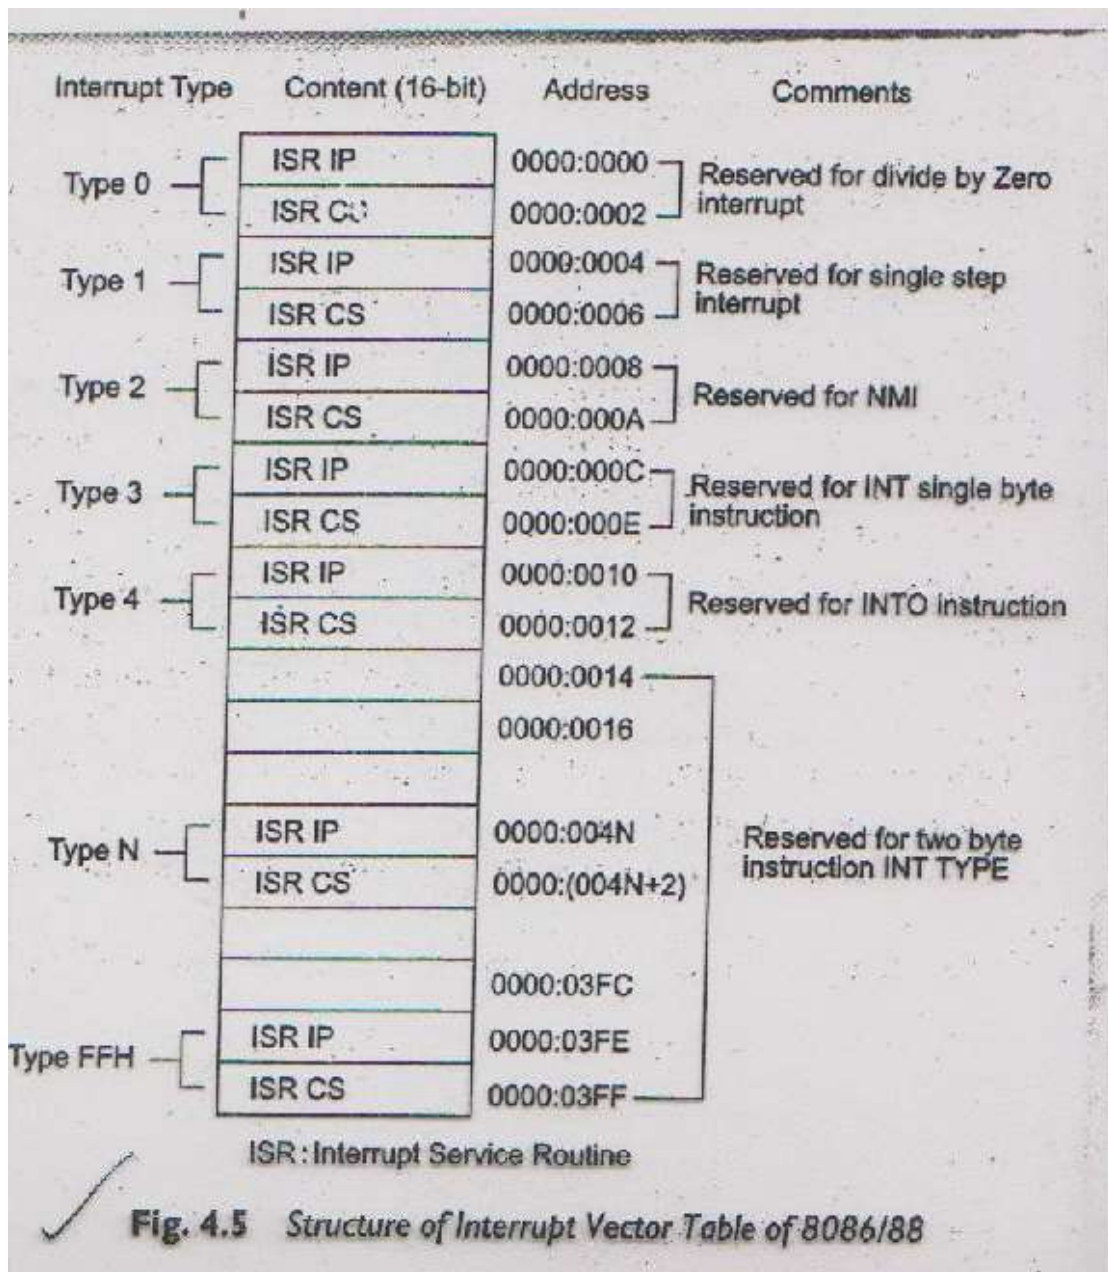 Interrupt Type Content (16-bit) Address Comments
Type 0
ISR IP 0000:0000
ISR 0000:0002
Reserved for divide by Zero
interrupt
Type 1
ISR IP 0000:0004
ISR CS 0000:0006
Reserved for single step
interrupt
Type 2
ISR IP 0000:0008
ISR CS 0000:000A
Reserved for NMI
Type 3
ISR IP 0000:000C
ISR CS 0000:000E
Reserved for INT single byte
instruction
Type 4
ISR IP 0000:0010
ISR CS 0000:0012
Reserved for INTO instruction
0000:0014
0000:0016
Type N
ISR IP 0000:004N
ISR CS 0000:(004N+2)
Reserved for two byte
instruction INT TYPE
0000:03FC
Type FFH
ISR IP 0000:03FE
ISR CS 0000:03FF
ISR : Interrupt Service Routine
Fig. 4.5 Structure of Interrupt Vector Table of 8086/88